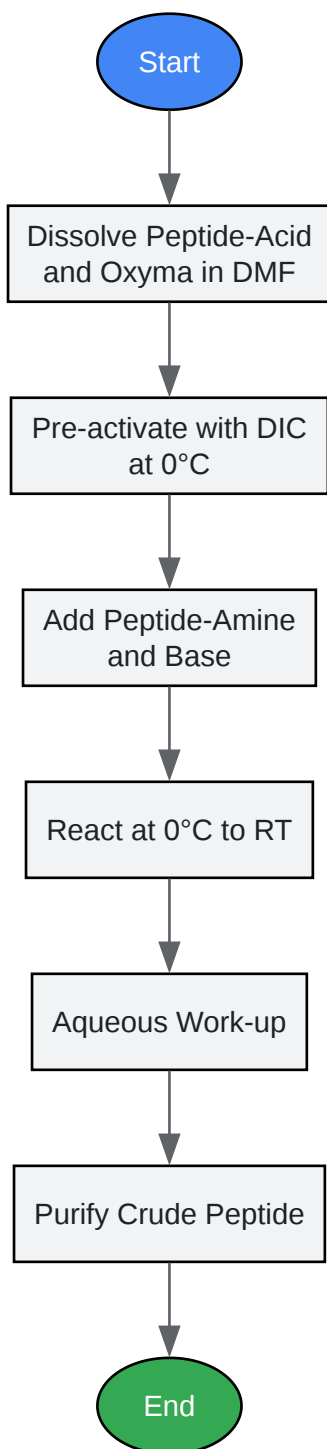 Start
Dissolve Peptide-Acid
and Oxyma in DMF
Pre-activate with DIC
at 0°C
Add Peptide-Amine
and Base
React at 0°C to RT
Aqueous Work-up
Purify Crude Peptide
End